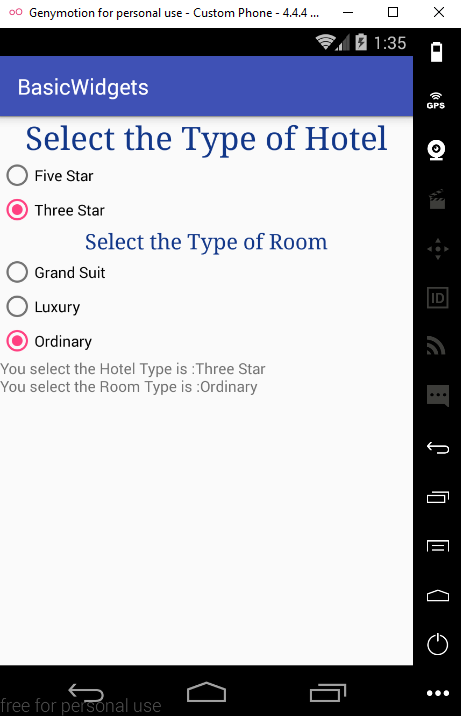 Genymotion for personal use - Custom Phone - 4.4.4 ...
1:35
BasicWidgets
GPS
Select the Type of Hotel
Five Star
Three Star
Select the Type of Room
ID
Grand Suit
Luxury
Ordinary
You select the Hotel Type is :Three Star
You select the Room Type is :Ordinary
free for personal use